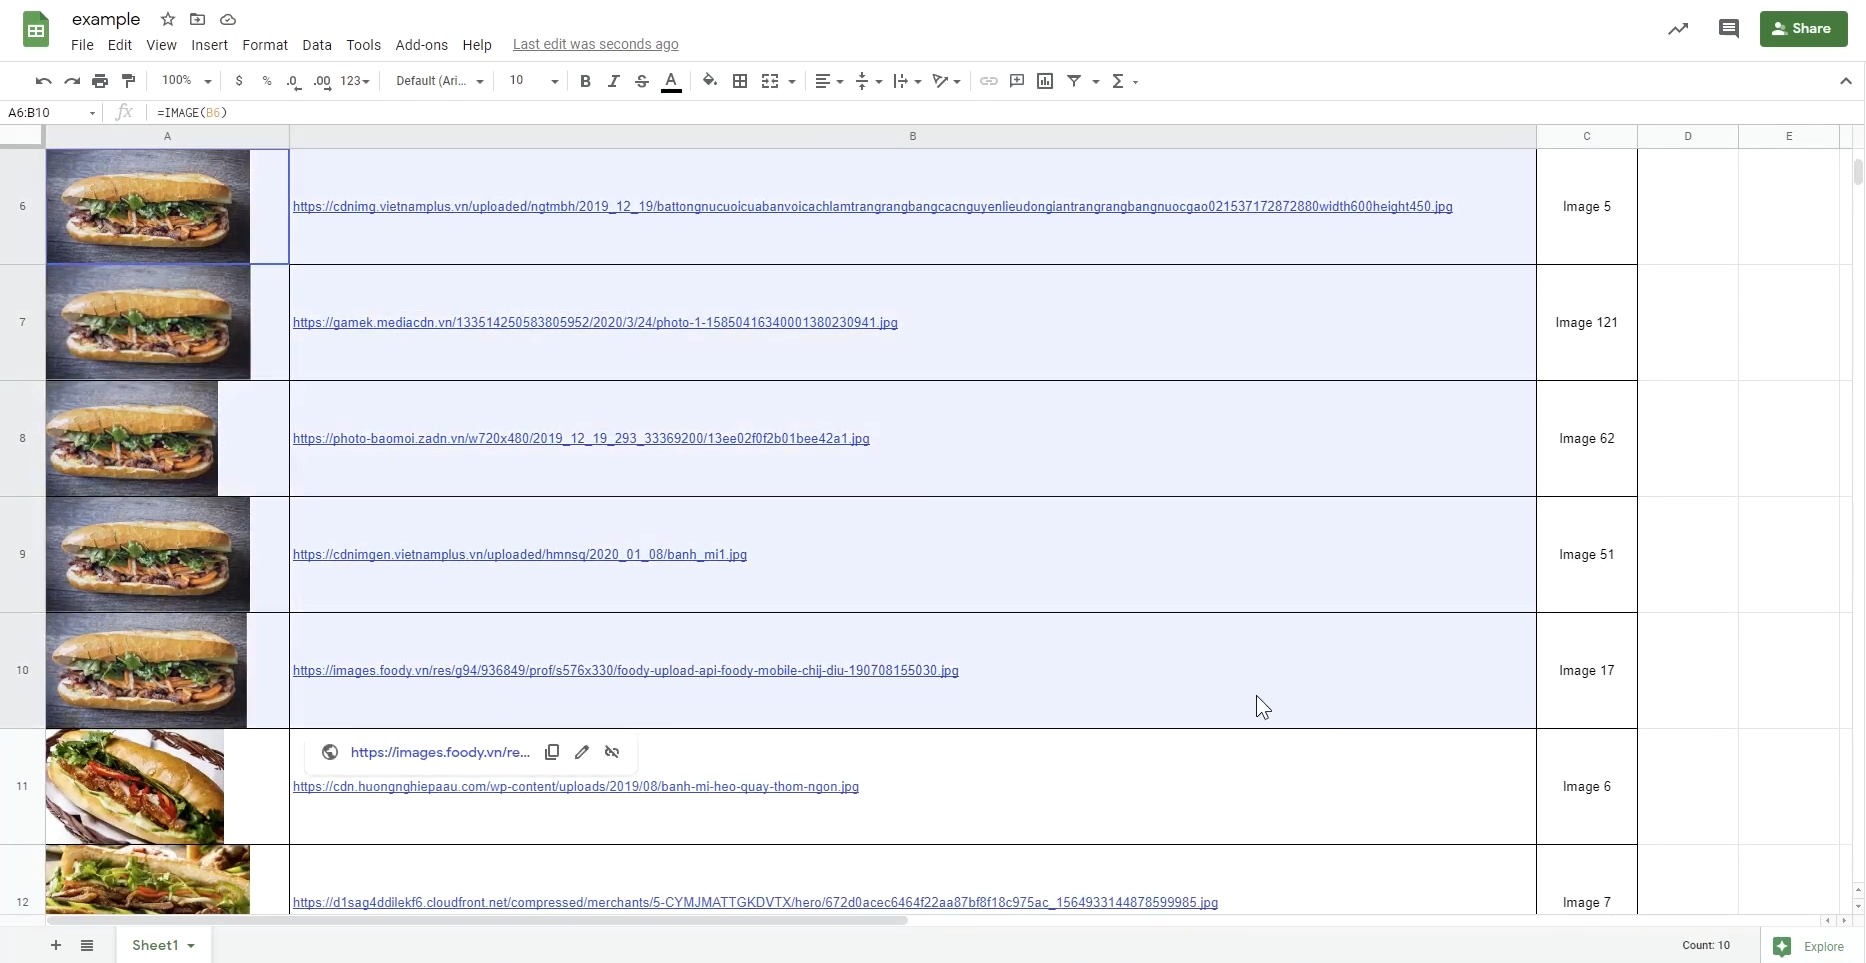 example
File Edit View Insert Format Data Tools Add-ons Help Last edit was seconds ago
Share
100% $ % .0 .00 123 Default (Ari... 10 B I S A Σ
A6:B10 fx =IMAGE(B6)
A B C D E
6 https://cdnimg.vietnamplus.vn/uploaded/ngtmbh/2019_12_19/battongnucuoicuabanvoicachlamtrangrangbangcacnguyenlieudongiantrangrangbangnuocgao021537172872880width600height450.jpg Image 5
7 https://gamek.mediacdn.vn/133514250583805952/2020/3/24/photo-1-15850416340001380230941.jpg Image 121
8 https://photo-baomoi.zadn.vn/w720x480/2019_12_19_293_33369200/13ee02f0f2b01bee42a1.jpg Image 62
9 https://cdnimgen.vietnamplus.vn/uploaded/hmnsq/2020_01_08/banh_mi1.jpg Image 51
10 https://images.foody.vn/res/g94/936849/prof/s576x330/foody-upload-api-foody-mobile-chij-diu-190708155030.jpg Image 17
https://images.foody.vn/re...
11 https://cdn.huongnghiepaau.com/wp-content/uploads/2019/08/banh-mi-heo-quay-thom-ngon.jpg Image 6
12 https://d1sag4ddilekf6.cloudfront.net/compressed/merchants/5-CYMJMATTGKDVTX/hero/672d0acec6464f22aa87bf8f18c975ac_1564933144878599985.jpg Image 7
Sheet1 Count: 10 Explore